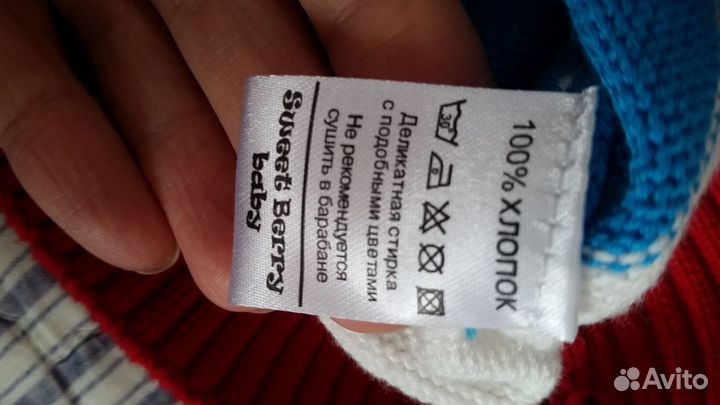 100% ХЛОПОК
30
Деликатная стирка
с подобными цветами
Не рекомендуется
сушить в барабане
Sweet Berry
baby
Avito